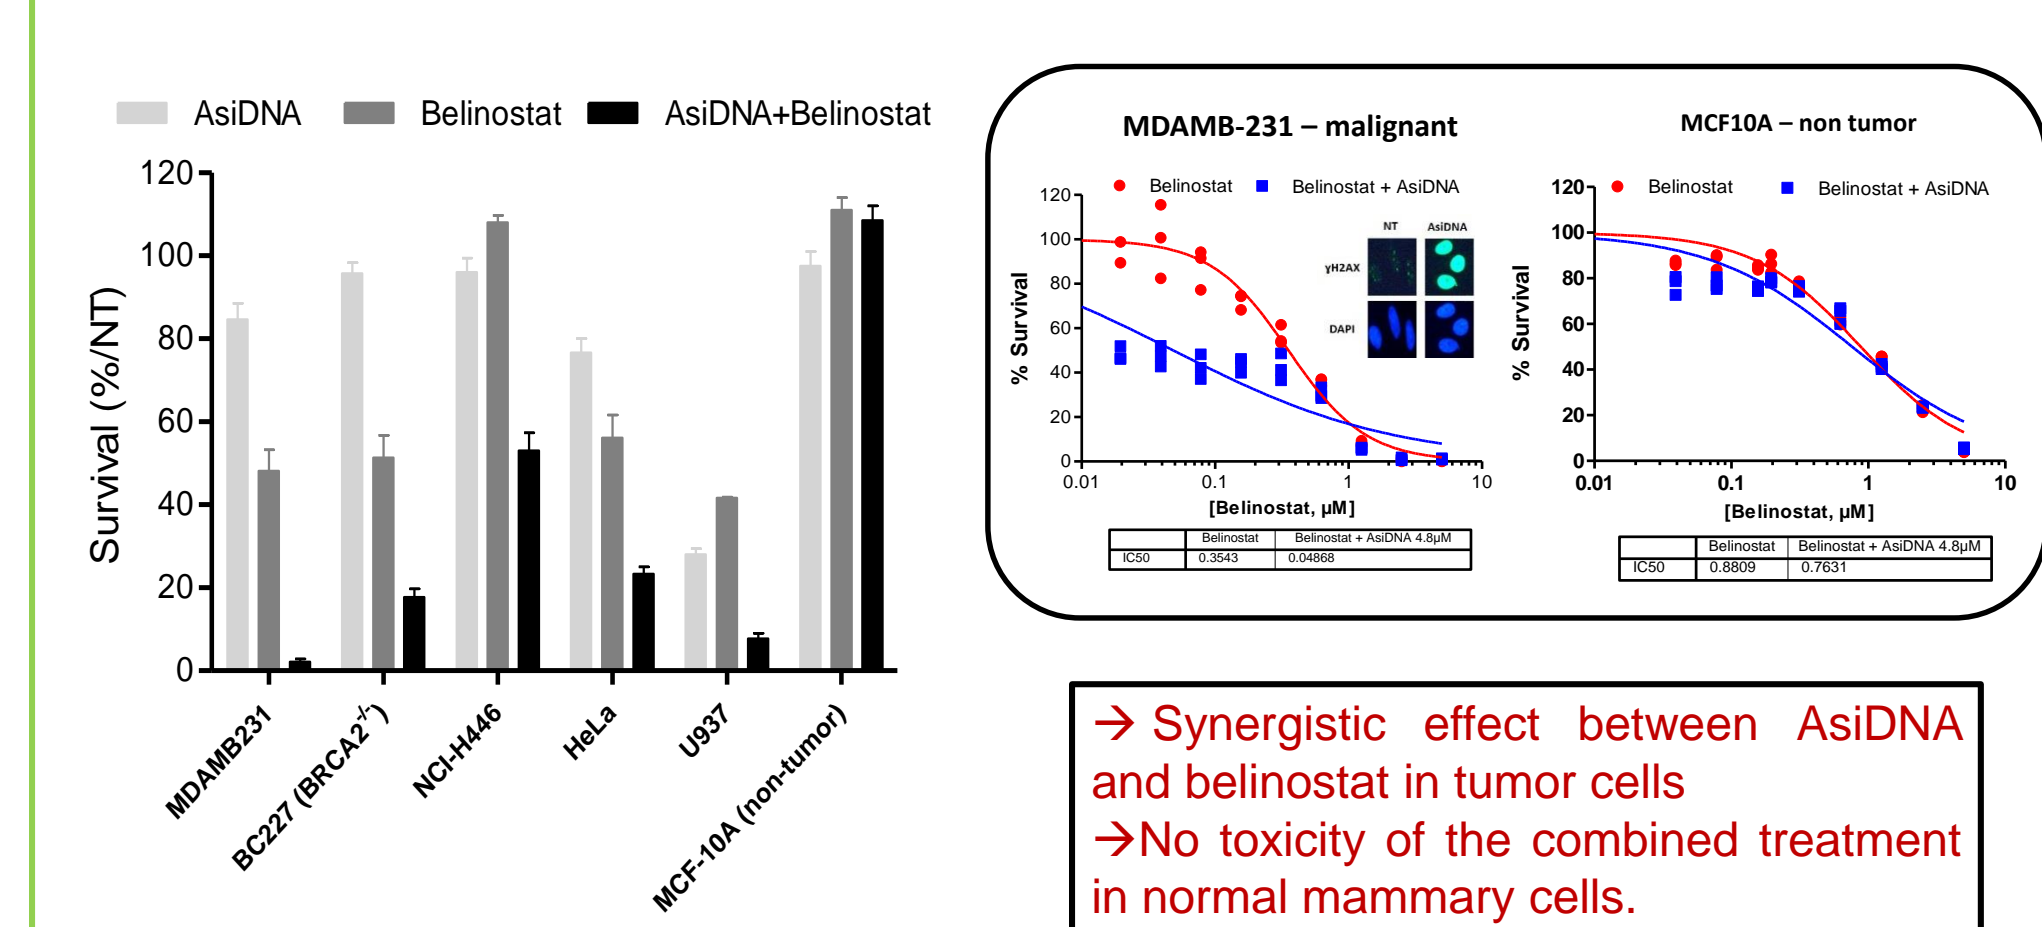 AsiDNA Belinostat AsiDNA+Belinostat
120
100
80
60
40
20
0
Survival (%/NT)
MDAMB231
BC227 (BRCA2-/-)
NCI-H446
HeLa
U937
MCF-10A (non-tumor)
MDAMB-231 – malignant
Belinostat Belinostat + AsiDNA
120
100
80
60
40
20
0
% Survival
NT AsiDNA
γH2AX
DAPI
0.01 0.1 1 10
[Belinostat, µM]
Belinostat Belinostat + AsiDNA 4.8µM
IC50 0.3543 0.04868
MCF10A – non tumor
Belinostat Belinostat + AsiDNA
120
100
80
60
40
20
0
% Survival
0.01 0.1 1 10
[Belinostat, µM]
Belinostat Belinostat + AsiDNA 4.8µM
IC50 0.8809 0.7631
→ Synergistic effect between AsiDNA
and belinostat in tumor cells
→No toxicity of the combined treatment
in normal mammary cells.